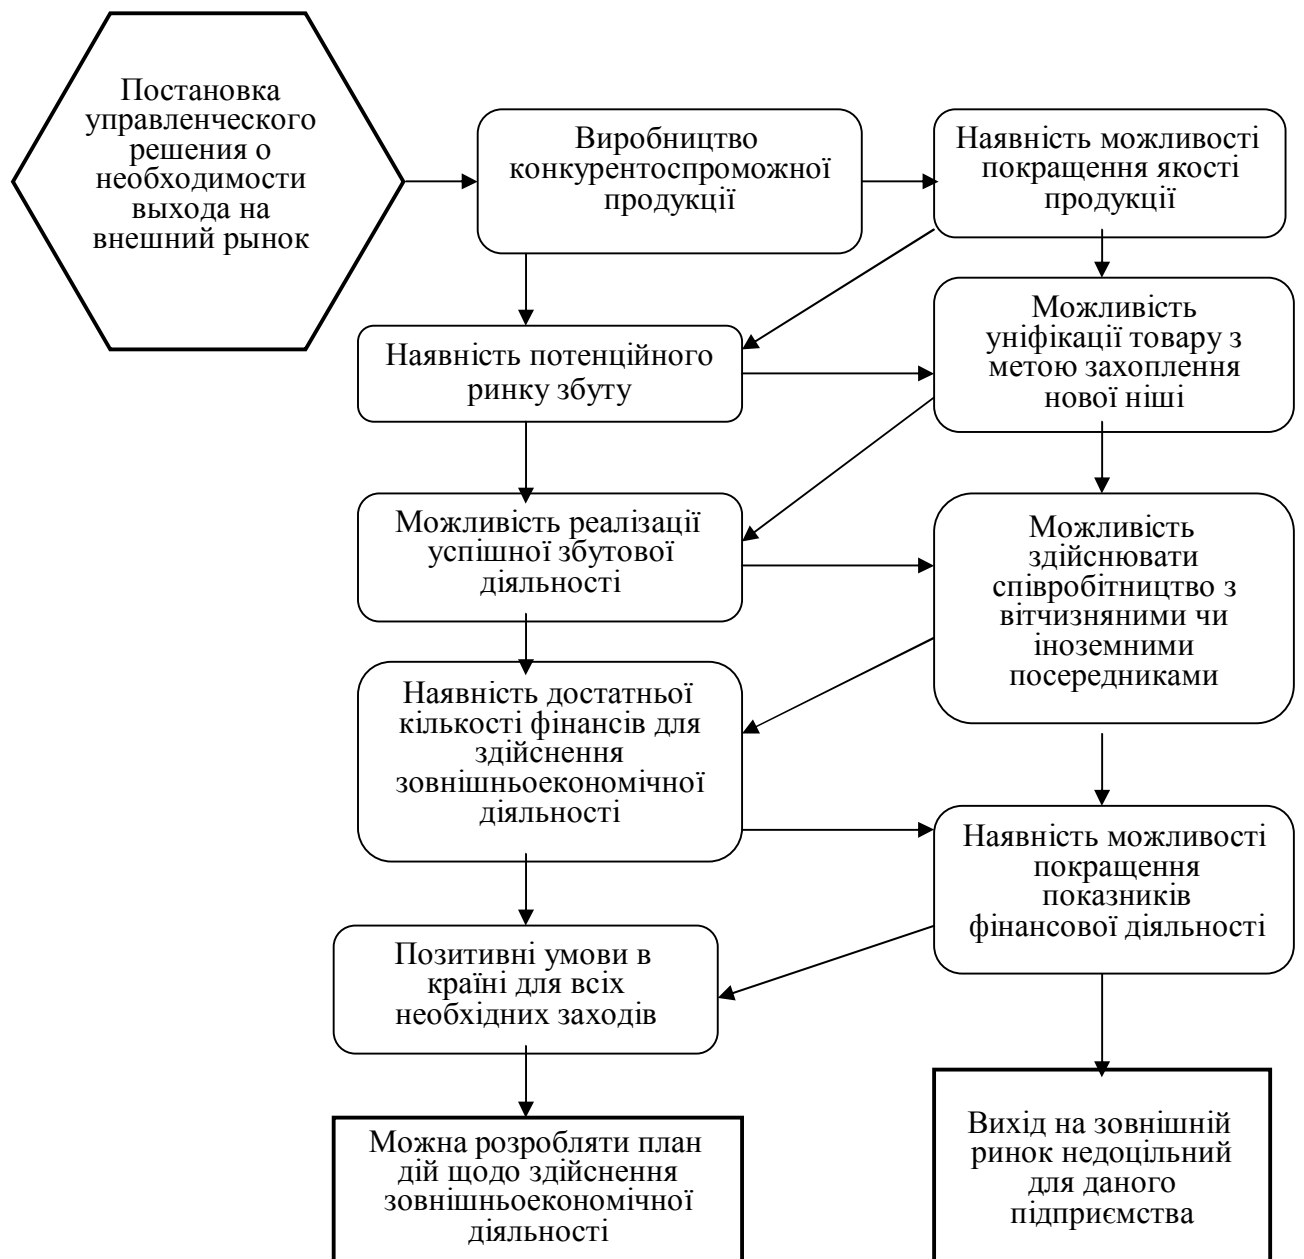 Постановка
управленческого
решения о
необходимости
выхода на
внешний рынок
Виробництво
конкурентоспроможної
продукції
Наявність можливості
покращення якості
продукції
Наявність потенційного
ринку збуту
Можливість
уніфікації товару з
метою захоплення
нової ніші
Можливість реалізації
успішної збутової
діяльності
Можливість
здійснювати
співробітництво з
вітчизняними чи
іноземними
посередниками
Наявність достатньої
кількості фінансів для
здійснення
зовнішньоекономічної
діяльності
Наявність можливості
покращення
показників
фінансової діяльності
Позитивні умови в
країні для всіх
необхідних заходів
Можна розробляти план
дій щодо здійснення
зовнішньоекономічної
діяльності
Вихід на зовнішній
ринок недоцільний
для даного
підприємства